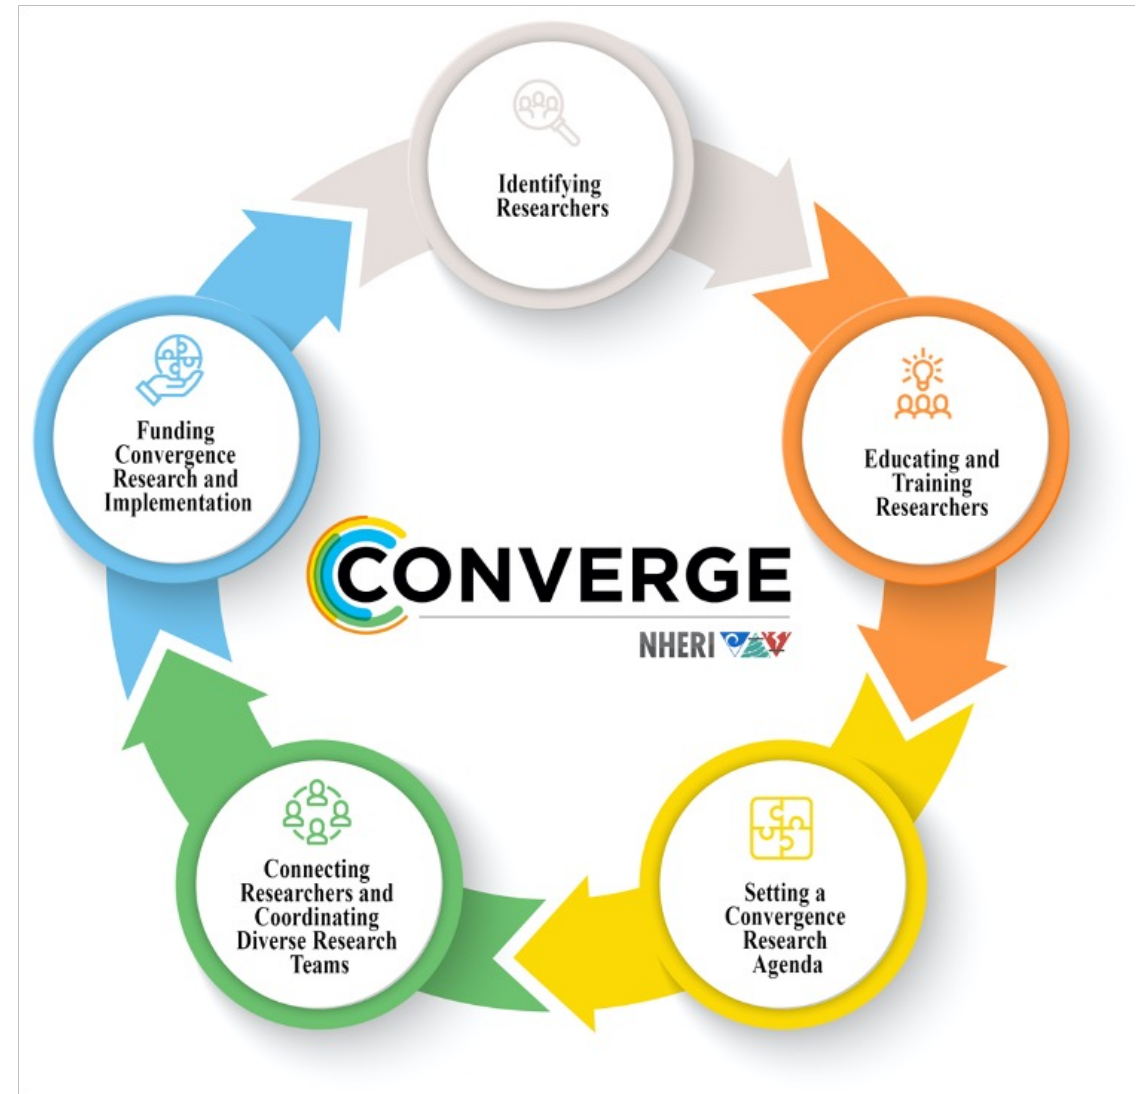 Identifying
Researchers
Educating and
Training
Researchers
Setting a
Convergence
Research
Agenda
Connecting
Researchers and
Coordinating
Diverse Research
Teams
Funding
Convergence
Research and
Implementation
CONVERGE
NHERI